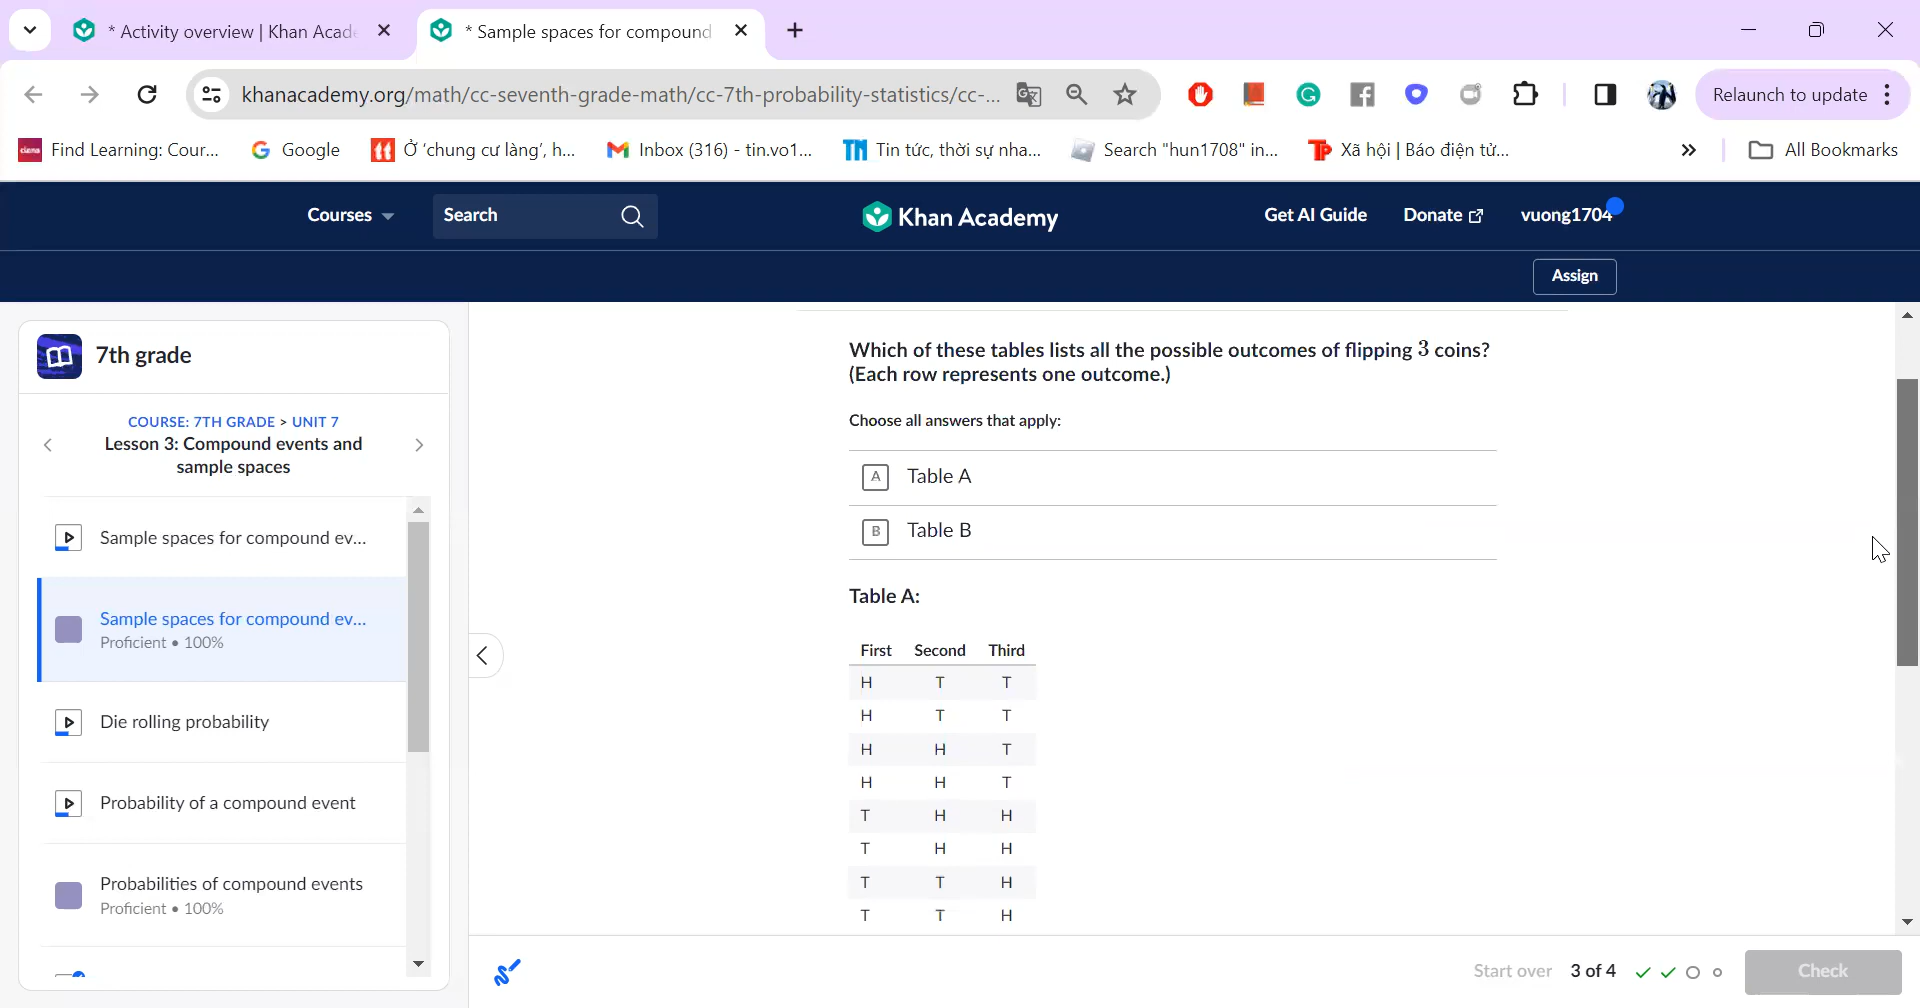 * Activity overview | Khan Acade
* Sample spaces for compound
khanacademy.org/math/cc-seventh-grade-math/cc-7th-probability-statistics/cc-...
Relaunch to update
Find Learning: Cour...
Google
Ở 'chung cư làng', h...
Inbox (316) - tin.vo1...
Tin tức, thời sự nha...
Search "hun1708" in...
Xã hội | Báo điện tử...
All Bookmarks
Courses
Search
Khan Academy
Get AI Guide
Donate
vuong1704
Assign
7th grade
COURSE: 7TH GRADE > UNIT 7
Lesson 3: Compound events and
sample spaces
Sample spaces for compound ev...
Sample spaces for compound ev...
Proficient • 100%
Die rolling probability
Probability of a compound event
Probabilities of compound events
Proficient • 100%
Which of these tables lists all the possible outcomes of flipping 3 coins?
(Each row represents one outcome.)
Choose all answers that apply:
A Table A
B Table B
Table A:
First Second Third
H T T
H T T
H H T
H H T
T H H
T H H
T T H
T T H
Start over 3 of 4
Check